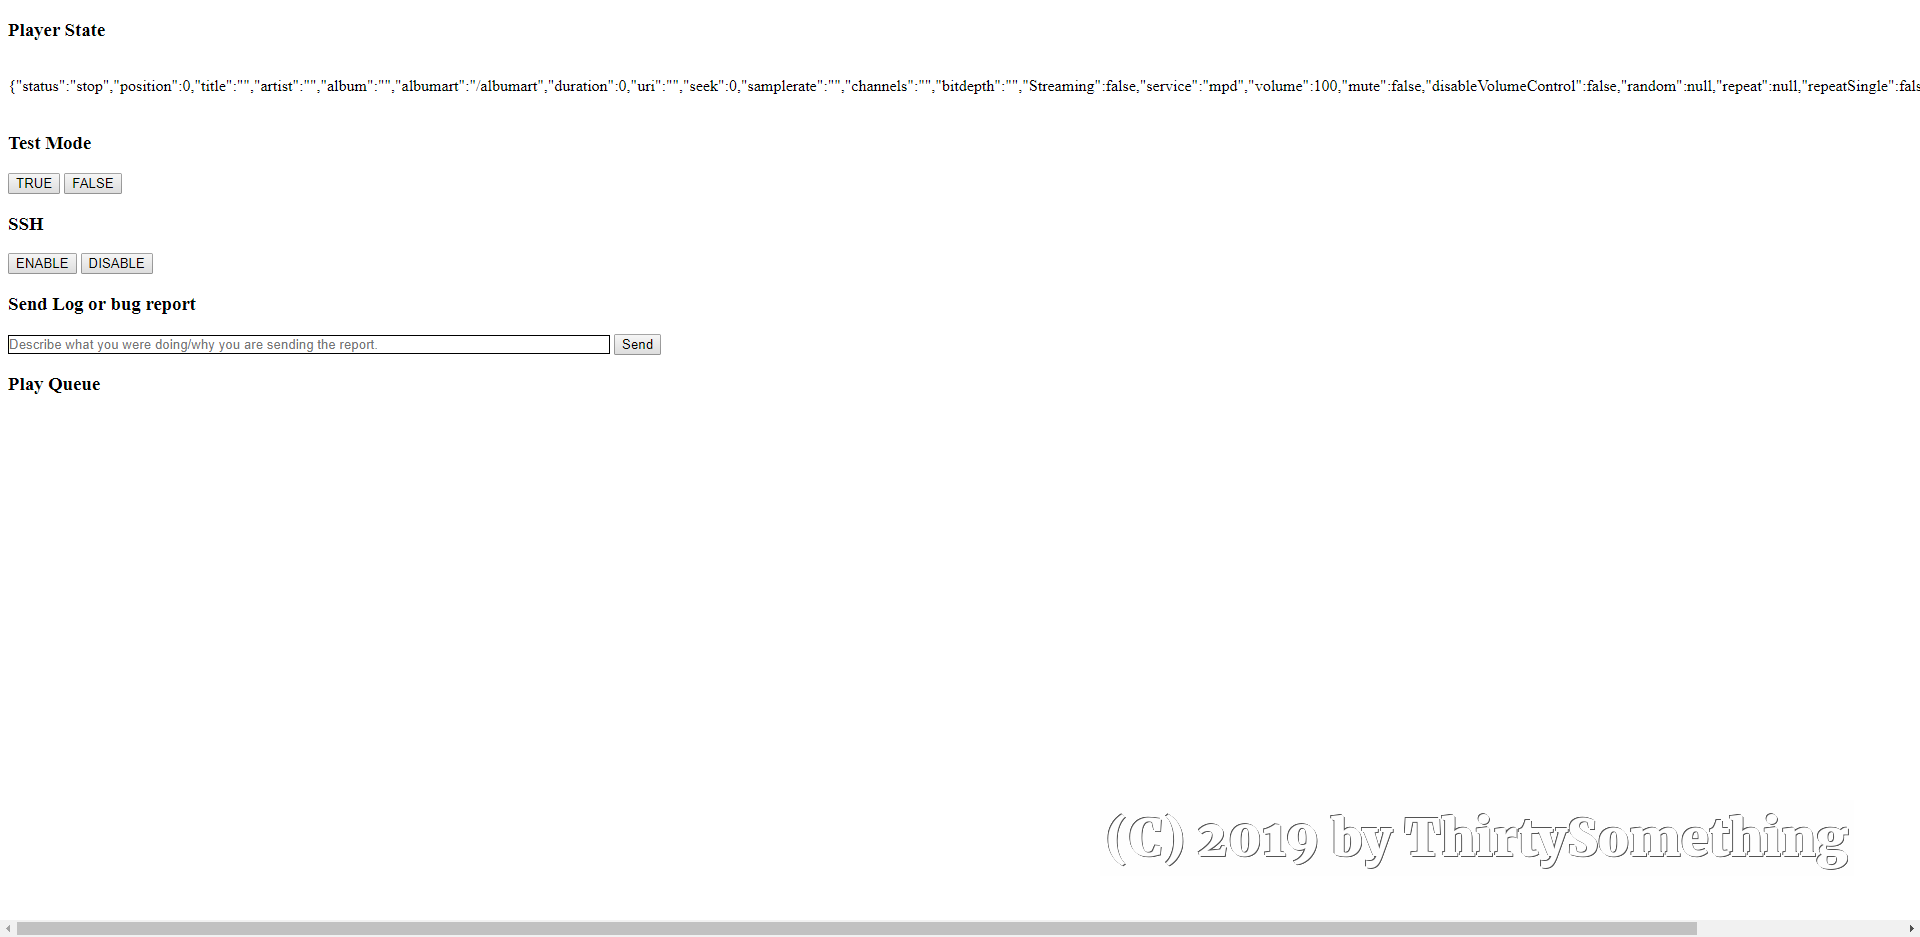 Player State
{"status":"stop","position":0,"title":"","artist":"","album":"","albumart":"/albumart","duration":0,"uri":"","seek":0,"samplerate":"","channels":"","bitdepth":"","Streaming":false,"service":"mpd","volume":100,"mute":false,"disableVolumeControl":false,"random":null,"repeat":null,"repeatSingle":fals
Test Mode
TRUE FALSE
SSH
ENABLE DISABLE
Send Log or bug report
Describe what you were doing/why you are sending the report. Send
Play Queue
(C) 2019 by ThirtySomething